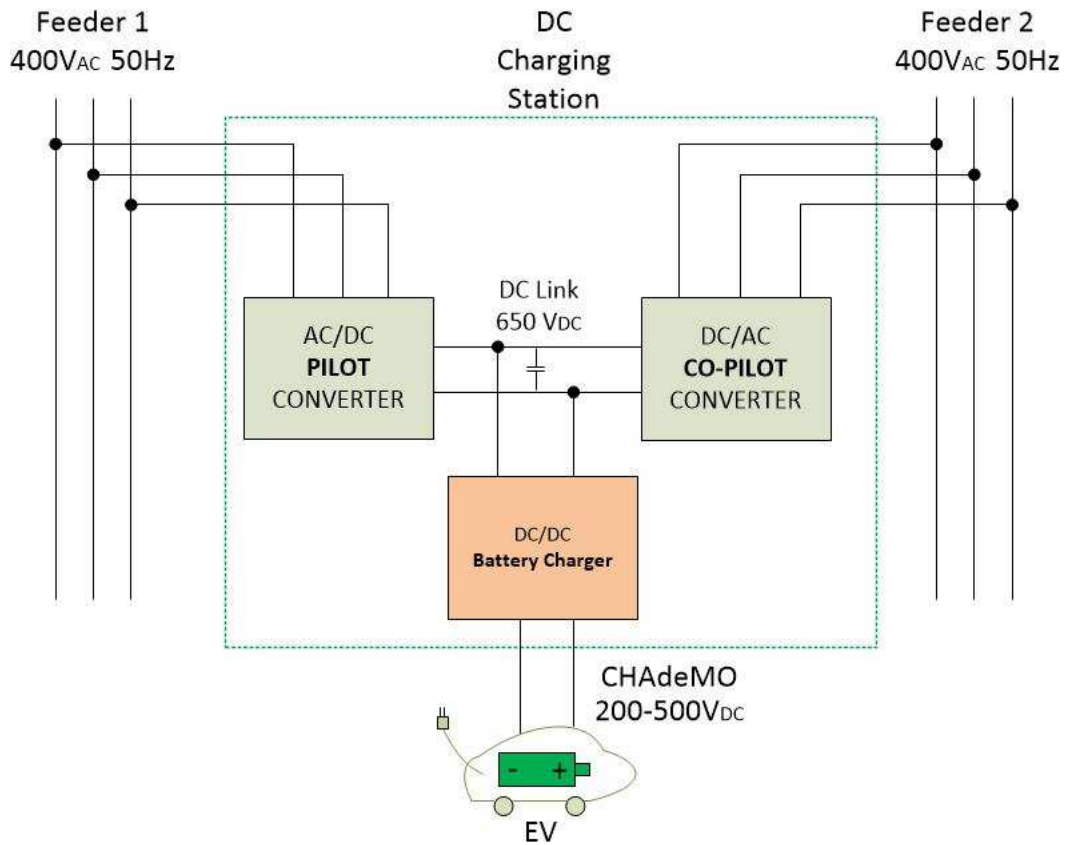 Feeder 1
400VAC 50Hz
DC
Charging
Station
Feeder 2
400VAC 50Hz
AC/DC
PILOT
CONVERTER
DC Link
650 VDC
DC/AC
CO-PILOT
CONVERTER
DC/DC
Battery Charger
CHAdeMO
200-500VDC
- +
EV